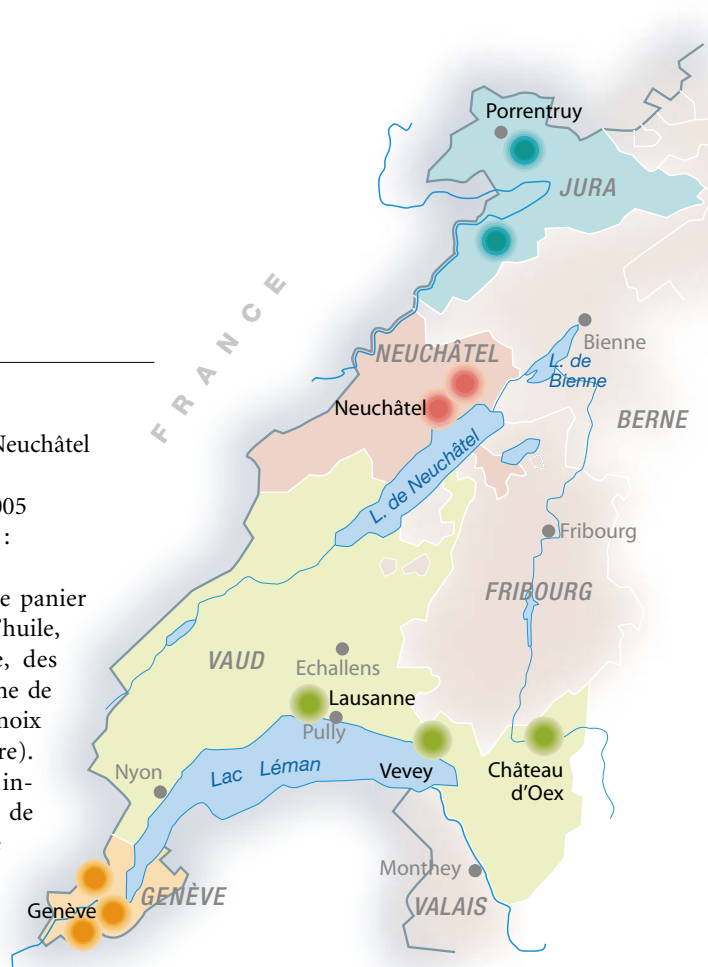 Porrentruy
JURA
FRANCE
NEUCHÂTEL
Bienne
L. de
Bienne
Neuchâtel
BERNE
L. de Neuchâtel
Fribourg
FRIBOURG
VAUD
Echallens
Lausanne
Pully
Nyon
Lac Léman
Vevey
Château
d'Oex
Monthey
GENÈVE
Genève
VALAIS
Neuchâtel
005
:
e panier
huile,
e, des
ne de
noix
re).
in-
de